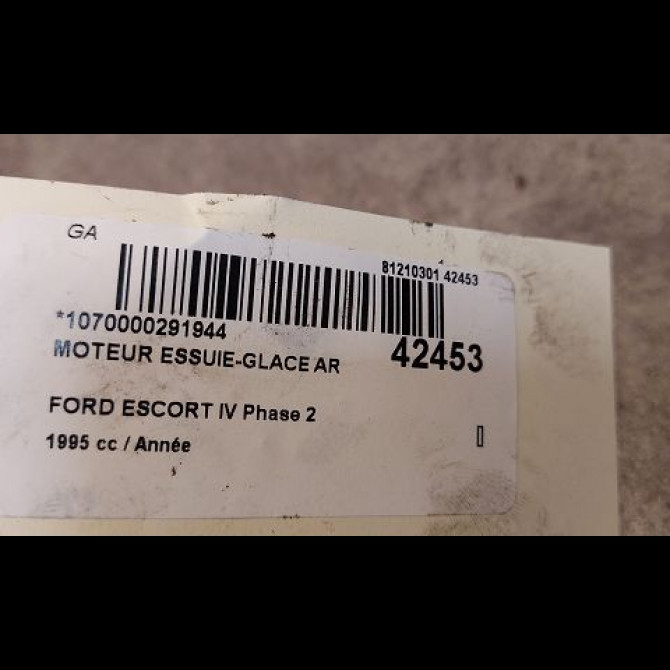 GA
81210301 42453
*1070000291944
42453
MOTEUR ESSUIE-GLACE AR
FORD ESCORT IV Phase 2
1995 cc / Année